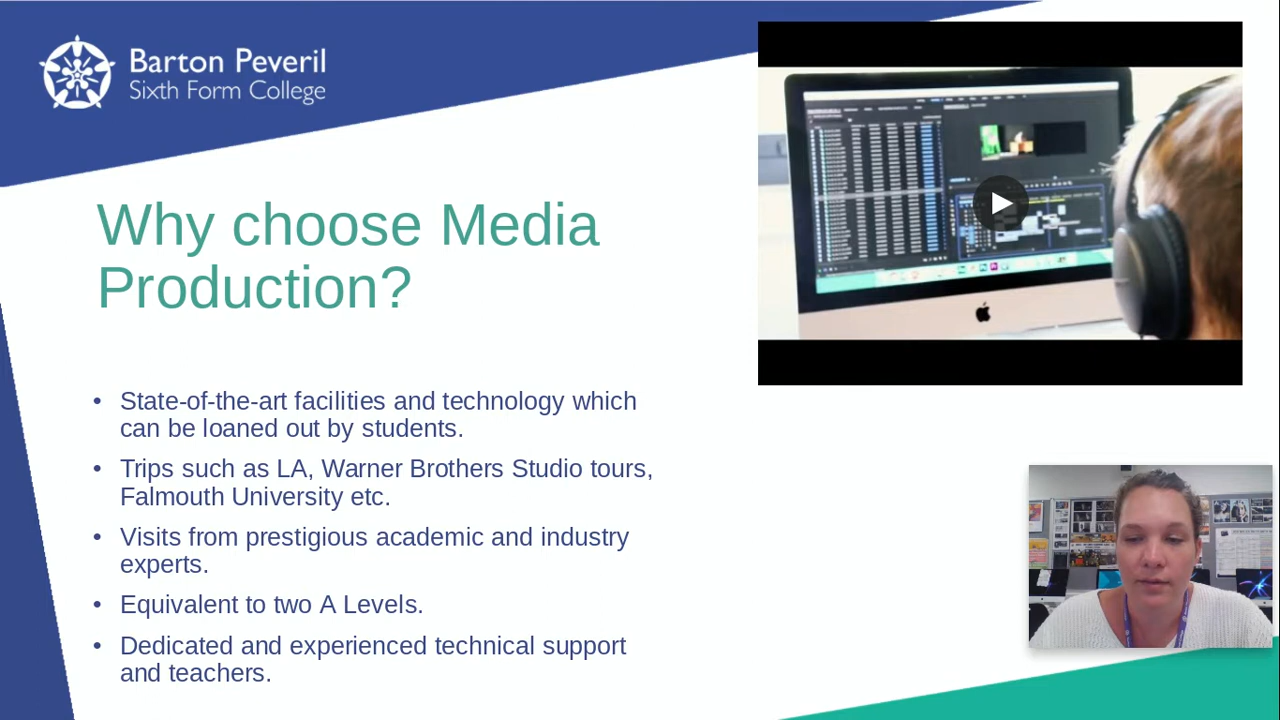 Barton Peveril
Sixth Form College
Why choose Media
Production?
• State-of-the-art facilities and technology which
can be loaned out by students.
• Trips such as LA, Warner Brothers Studio tours,
Falmouth University etc.
• Visits from prestigious academic and industry
experts.
• Equivalent to two A Levels.
• Dedicated and experienced technical support
and teachers.